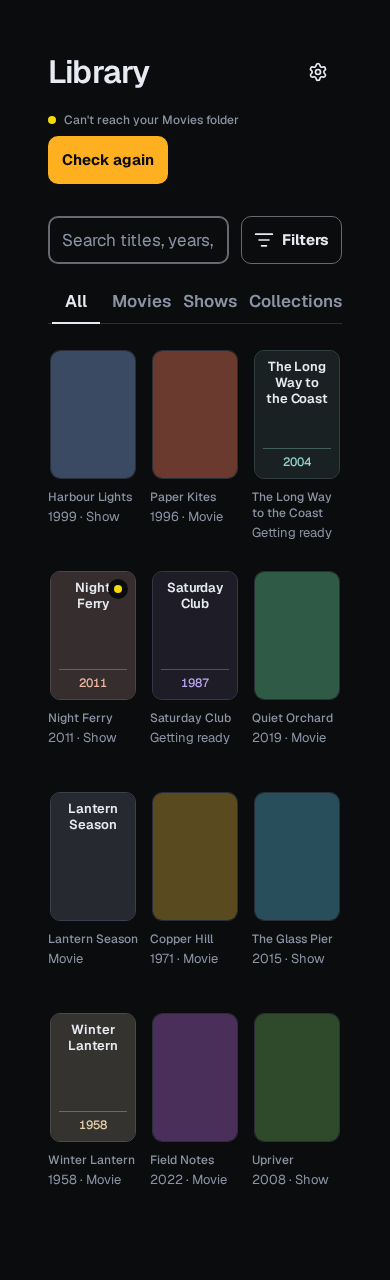 Library
Can't reach your Movies folder
Check again
Search titles, years,
Filters
All
Movies
Shows
Collections
The Long
Way to
the Coast
2004
Harbour Lights
1999 · Show
Paper Kites
1996 · Movie
The Long Way
to the Coast
Getting ready
Night
Ferry
2011
Saturday
Club
1987
Night Ferry
2011 · Show
Saturday Club
Getting ready
Quiet Orchard
2019 · Movie
Lantern
Season
Lantern Season
Movie
Copper Hill
1971 · Movie
The Glass Pier
2015 · Show
Winter
Lantern
1958
Winter Lantern
1958 · Movie
Field Notes
2022 · Movie
Upriver
2008 · Show